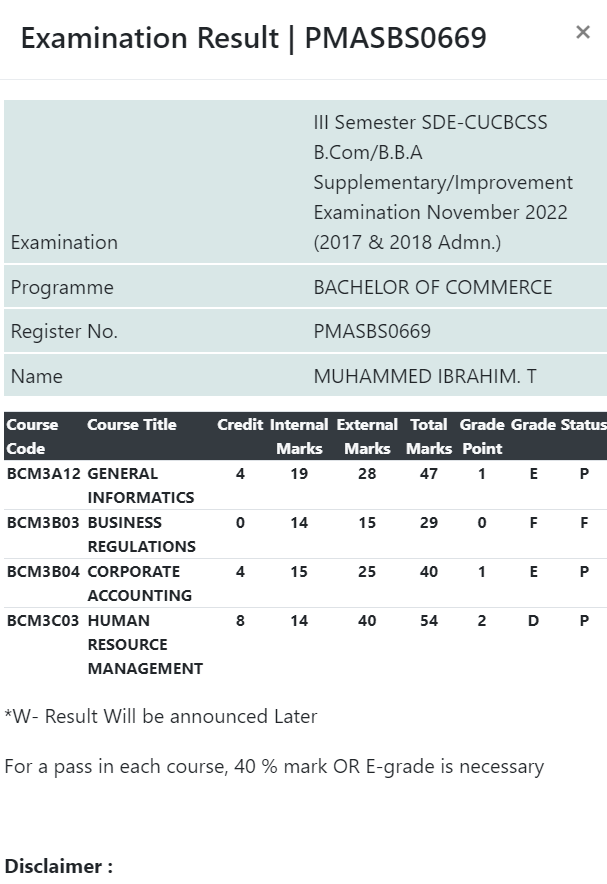 Examination Result | PMASBS0669 ×
III Semester SDE-CUCBCSS
B.Com/B.B.A
Supplementary/Improvement
Examination November 2022
Examination (2017 & 2018 Admn.)
Programme BACHELOR OF COMMERCE
Register No. PMASBS0669
Name MUHAMMED IBRAHIM. T
Course Course Title Credit Internal External Total Grade Grade Status
Code Marks Marks Marks Point
BCM3A12 GENERAL 4 19 28 47 1 E P
INFORMATICS
BCM3B03 BUSINESS 0 14 15 29 0 F F
REGULATIONS
BCM3B04 CORPORATE 4 15 25 40 1 E P
ACCOUNTING
BCM3C03 HUMAN 8 14 40 54 2 D P
RESOURCE
MANAGEMENT
*W- Result Will be announced Later
For a pass in each course, 40 % mark OR E-grade is necessary
Disclaimer :